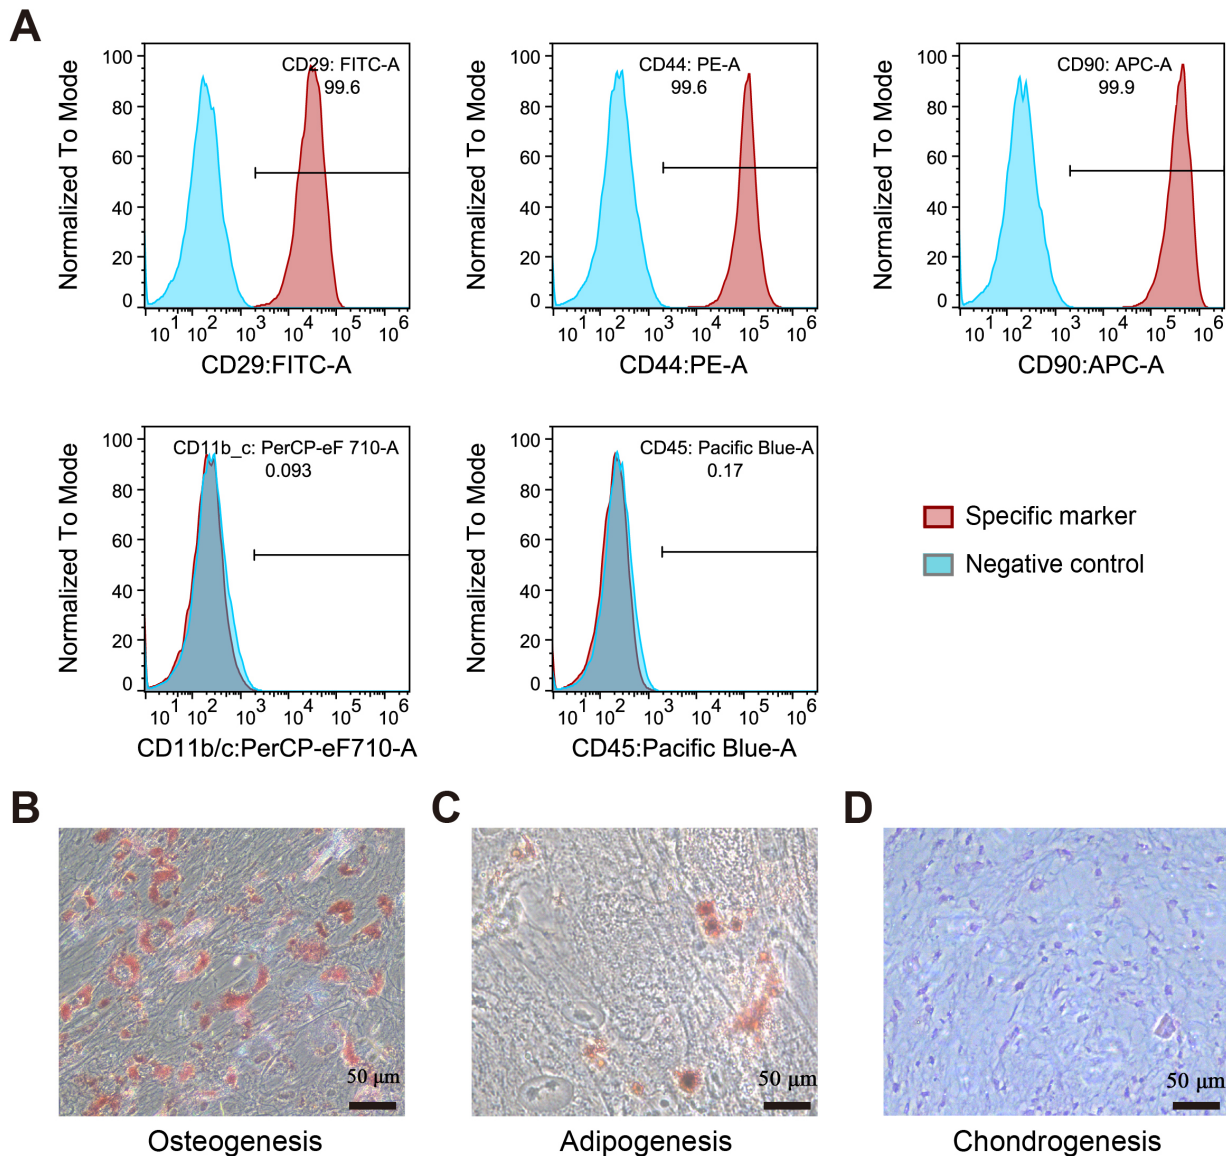 A
CD29: FITC-A
99.6
Normalized To Mode
100
80
60
40
20
0
10^1 10^2 10^3 10^4 10^5 10^6
CD29:FITC-A
CD44: PE-A
99.6
Normalized To Mode
100
80
60
40
20
0
10^1 10^2 10^3 10^4 10^5 10^6
CD44:PE-A
CD90: APC-A
99.9
Normalized To Mode
100
80
60
40
20
0
10^1 10^2 10^3 10^4 10^5 10^6
CD90:APC-A
CD11b_c: PerCP-eF 710-A
0.093
Normalized To Mode
100
80
60
40
20
0
10^1 10^2 10^3 10^4 10^5 10^6
CD11b/c:PerCP-eF710-A
CD45: Pacific Blue-A
0.17
Normalized To Mode
100
80
60
40
20
0
10^1 10^2 10^3 10^4 10^5 10^6
CD45:Pacific Blue-A
Specific marker
Negative control
B
50 μm
Osteogenesis
C
50 μm
Adipogenesis
D
50 μm
Chondrogenesis